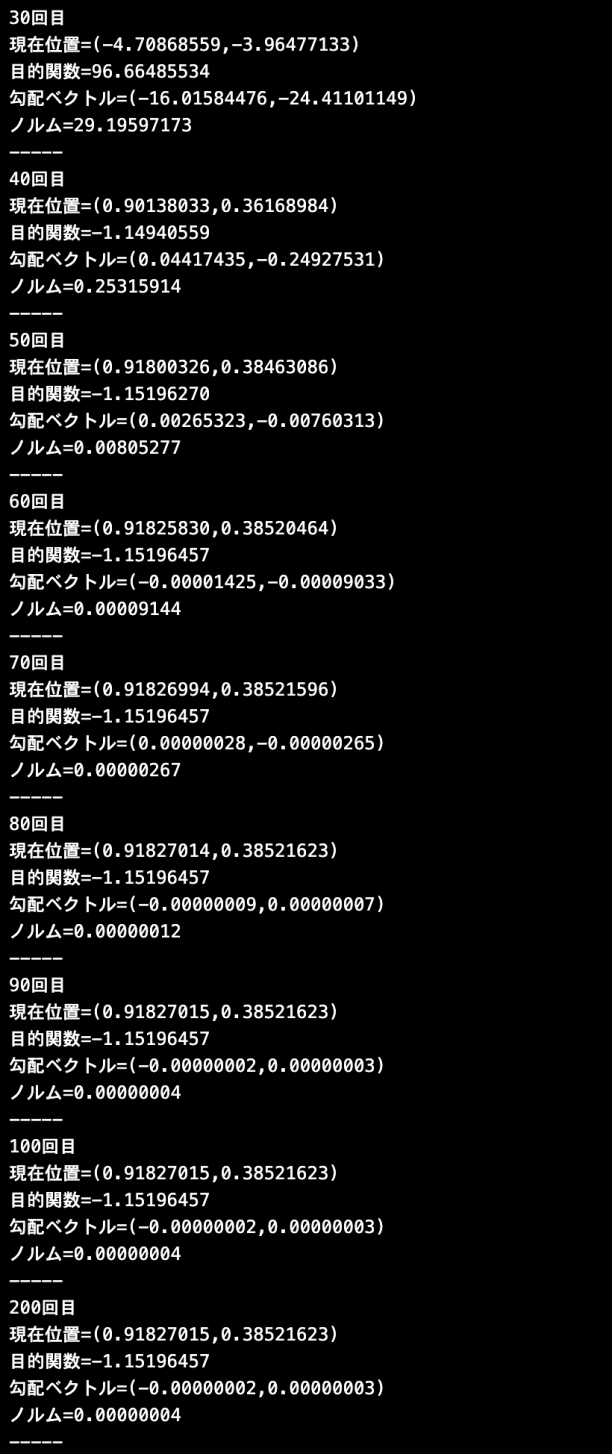 30回目
現在位置=(-4.70868559,-3.96477133)
目的関数=96.66485534
勾配ベクトル=(-16.01584476,-24.41101149)
ノルム=29.19597173
-----
40回目
現在位置=(0.90138033,0.36168984)
目的関数=-1.14940559
勾配ベクトル=(0.04417435,-0.24927531)
ノルム=0.25315914
-----
50回目
現在位置=(0.91800326,0.38463086)
目的関数=-1.15196270
勾配ベクトル=(0.00265323,-0.00760313)
ノルム=0.00805277
-----
60回目
現在位置=(0.91825830,0.38520464)
目的関数=-1.15196457
勾配ベクトル=(-0.00001425,-0.00009033)
ノルム=0.00009144
-----
70回目
現在位置=(0.91826994,0.38521596)
目的関数=-1.15196457
勾配ベクトル=(0.00000028,-0.00000265)
ノルム=0.00000267
-----
80回目
現在位置=(0.91827014,0.38521623)
目的関数=-1.15196457
勾配ベクトル=(-0.00000009,0.00000007)
ノルム=0.00000012
-----
90回目
現在位置=(0.91827015,0.38521623)
目的関数=-1.15196457
勾配ベクトル=(-0.00000002,0.00000003)
ノルム=0.00000004
-----
100回目
現在位置=(0.91827015,0.38521623)
目的関数=-1.15196457
勾配ベクトル=(-0.00000002,0.00000003)
ノルム=0.00000004
-----
200回目
現在位置=(0.91827015,0.38521623)
目的関数=-1.15196457
勾配ベクトル=(-0.00000002,0.00000003)
ノルム=0.00000004
-----